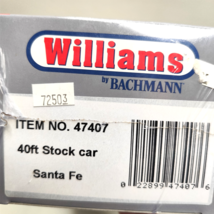 Williams
by BACHMANN
72503
ITEM NO. 47407
40ft Stock car
Santa Fe
0 22899 47407 6